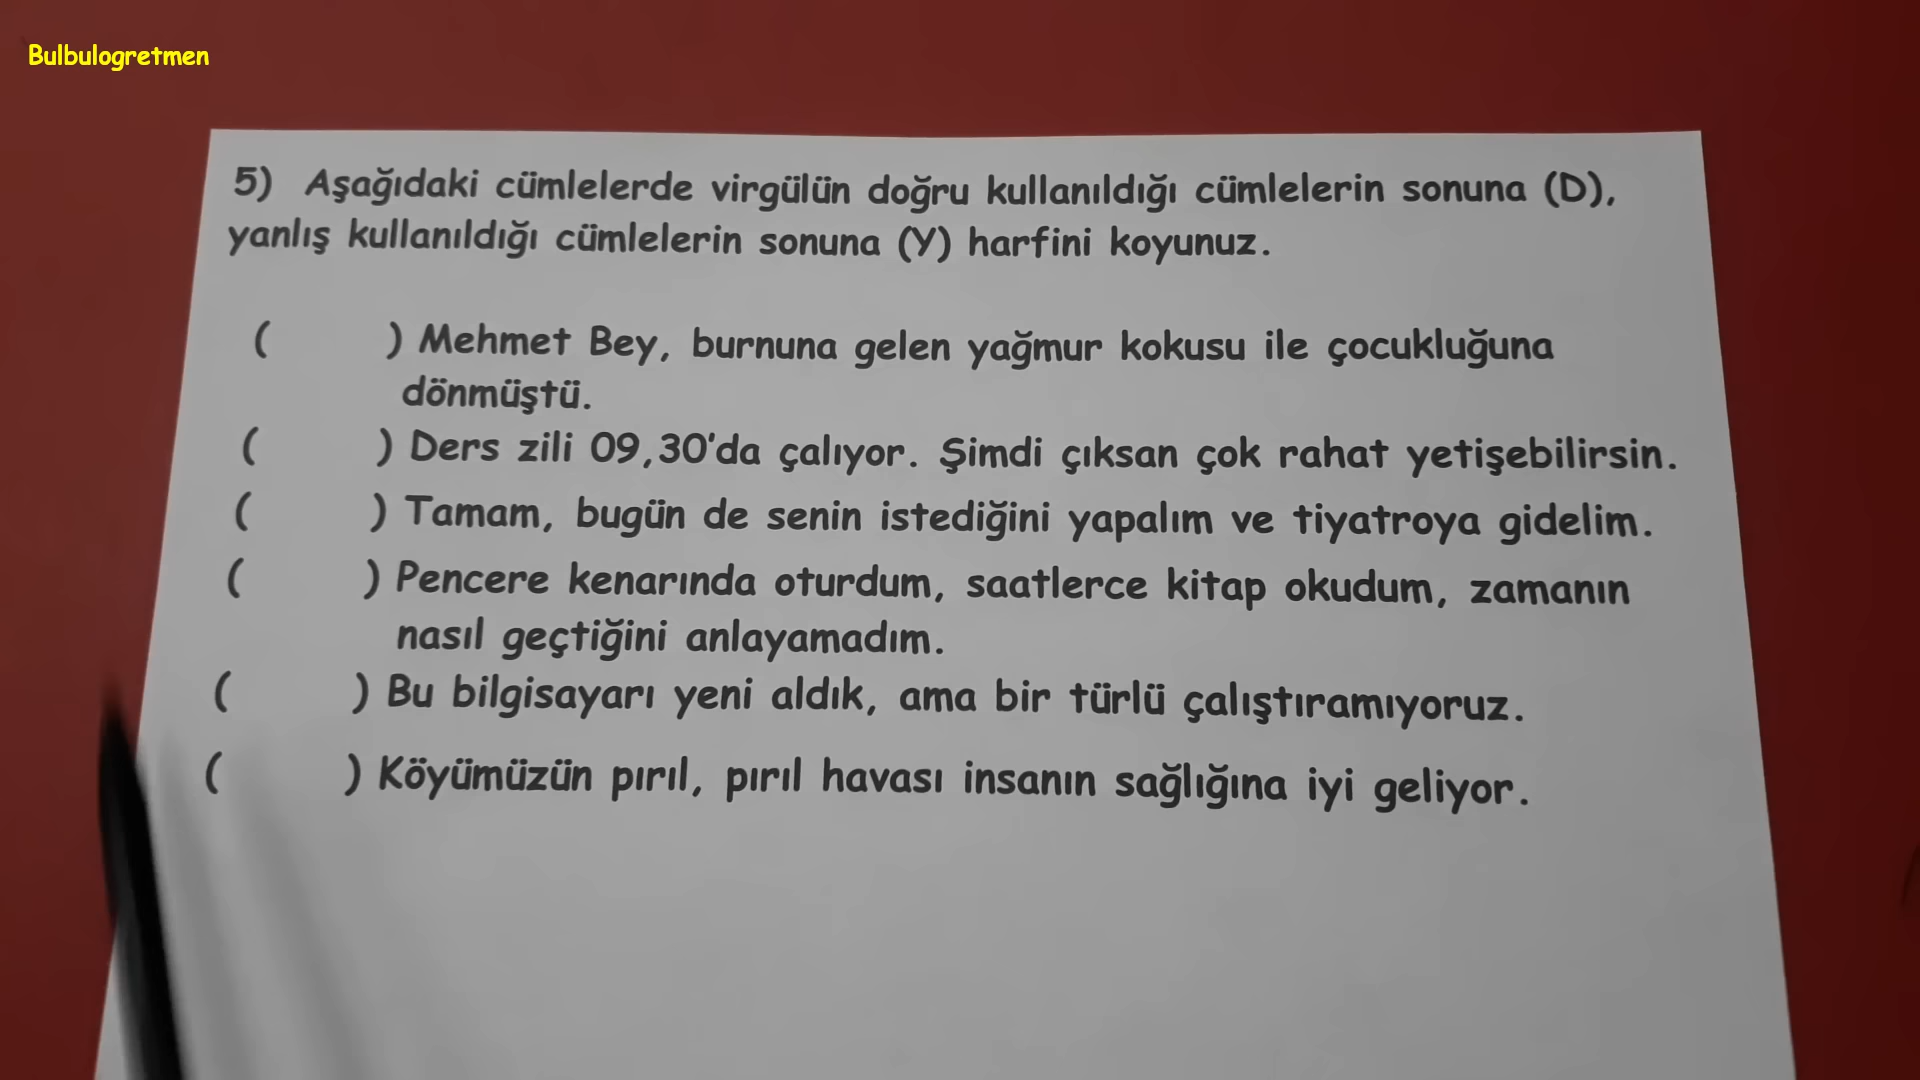 Bulbulogretmen
5) Aşağıdaki cümlelerde virgülün doğru kullanıldığı cümlelerin sonuna (D),
yanlış kullanıldığı cümlelerin sonuna (Y) harfini koyunuz.
( ) Mehmet Bey, burnuna gelen yağmur kokusu ile çocukluğuna
dönmüştü.
( ) Ders zili 09,30'da çalıyor. Şimdi çıksan çok rahat yetişebilirsin.
( ) Tamam, bugün de senin istediğini yapalım ve tiyatroya gidelim.
( ) Pencere kenarında oturdum, saatlerce kitap okudum, zamanın
nasıl geçtiğini anlayamadım.
( ) Bu bilgisayarı yeni aldık, ama bir türlü çalıştıramıyoruz.
( ) Köyümüzün pırıl, pırıl havası insanın sağlığına iyi geliyor.